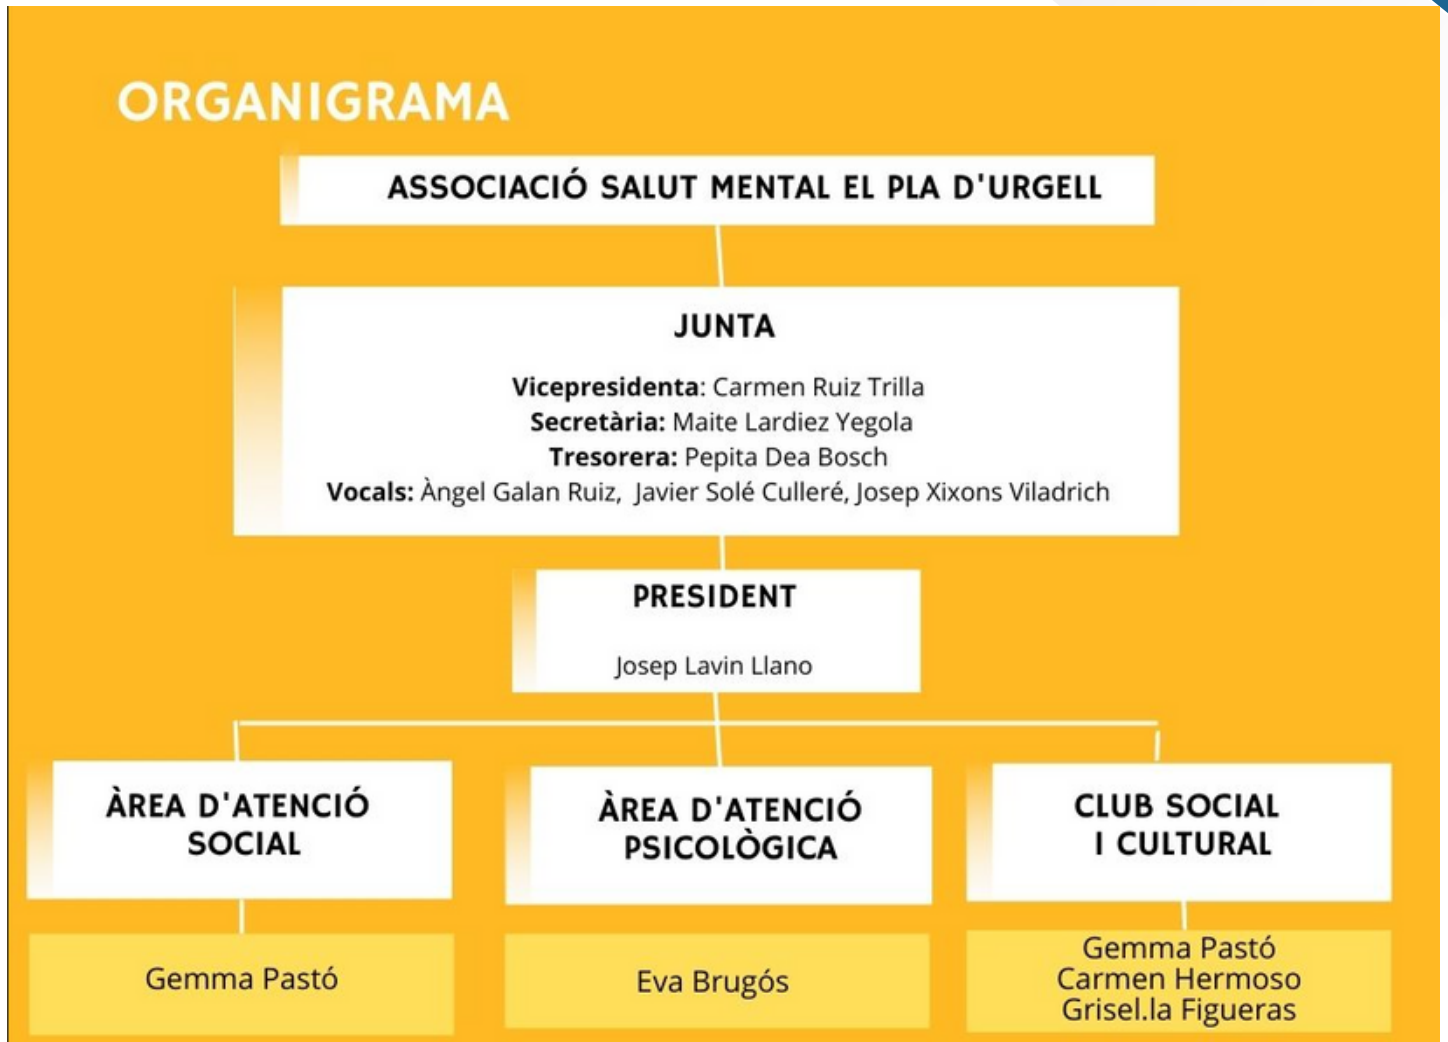 ORGANIGRAMA
ASSOCIACIÓ SALUT MENTAL EL PLA D'URGELL
JUNTA
Vicepresidenta: Carmen Ruiz Trilla
Secretària: Maite Lardiez Yegola
Tresorera: Pepita Dea Bosch
Vocals: Àngel Galan Ruiz, Javier Solé Culleré, Josep Xixons Viladrich
PRESIDENT
Josep Lavin Llano
ÀREA D'ATENCIÓ
SOCIAL
Gemma Pastó
ÀREA D'ATENCIÓ
PSICOLÒGICA
Eva Brugós
CLUB SOCIAL
I CULTURAL
Gemma Pastó
Carmen Hermoso
Grisel.la Figueras